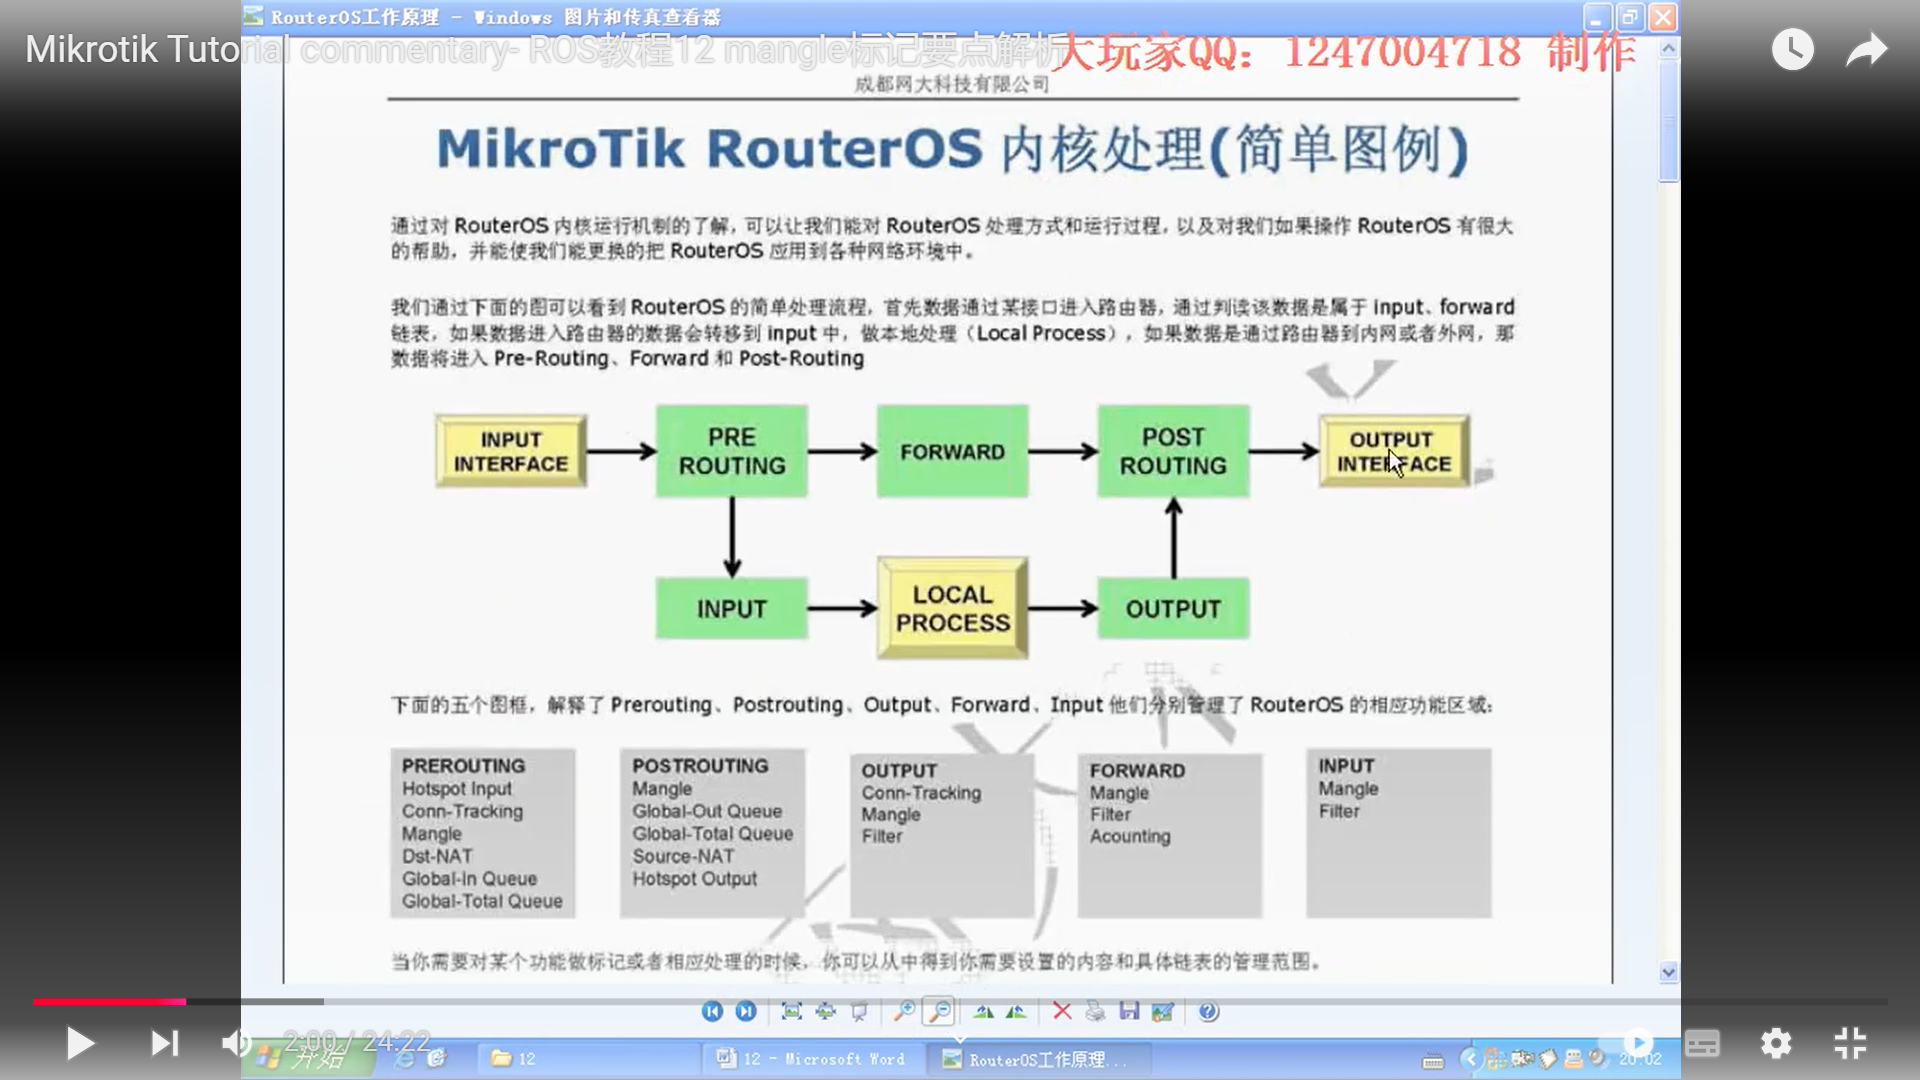 RouterOS工作原理 - Windows 图片和传真查看器
Mikrotik Tutorial commentary- ROS教程12 mangle标记要点解析
大玩家QQ：1247004718 制作
成都网大科技有限公司
MikroTik RouterOS 内核处理(简单图例)
通过对 RouterOS 内核运行机制的了解，可以让我们能对 RouterOS 处理方式和运行过程，以及对我们如果操作 RouterOS 有很大
的帮助，并能使我们能更换的把 RouterOS 应用到各种网络环境中。
我们通过下面的图可以看到 RouterOS 的简单处理流程，首先数据通过某接口进入路由器，通过判读该数据是属于 input、forward
链表，如果数据进入路由器的数据会转移到 input 中，做本地处理（Local Process），如果数据是通过路由器到内网或者外网，那
数据将进入 Pre-Routing、Forward 和 Post-Routing
INPUT
INTERFACE
PRE
ROUTING
FORWARD
POST
ROUTING
OUTPUT
INTERFACE
INPUT
LOCAL
PROCESS
OUTPUT
下面的五个图框，解释了 Prerouting、Postrouting、Output、Forward、Input 他们分别管理了 RouterOS 的相应功能区域：
PREROUTING
Hotspot Input
Conn-Tracking
Mangle
Dst-NAT
Global-In Queue
Global-Total Queue
POSTROUTING
Mangle
Global-Out Queue
Global-Total Queue
Source-NAT
Hotspot Output
OUTPUT
Conn-Tracking
Mangle
Filter
FORWARD
Mangle
Filter
Acounting
INPUT
Mangle
Filter
当你需要对某个功能做标记或者相应处理的时候，你可以从中得到你需要设置的内容和具体链表的管理范围。
2:00 / 24:22
开始
12
12 - Microsoft Word
RouterOS工作原理...
20:02